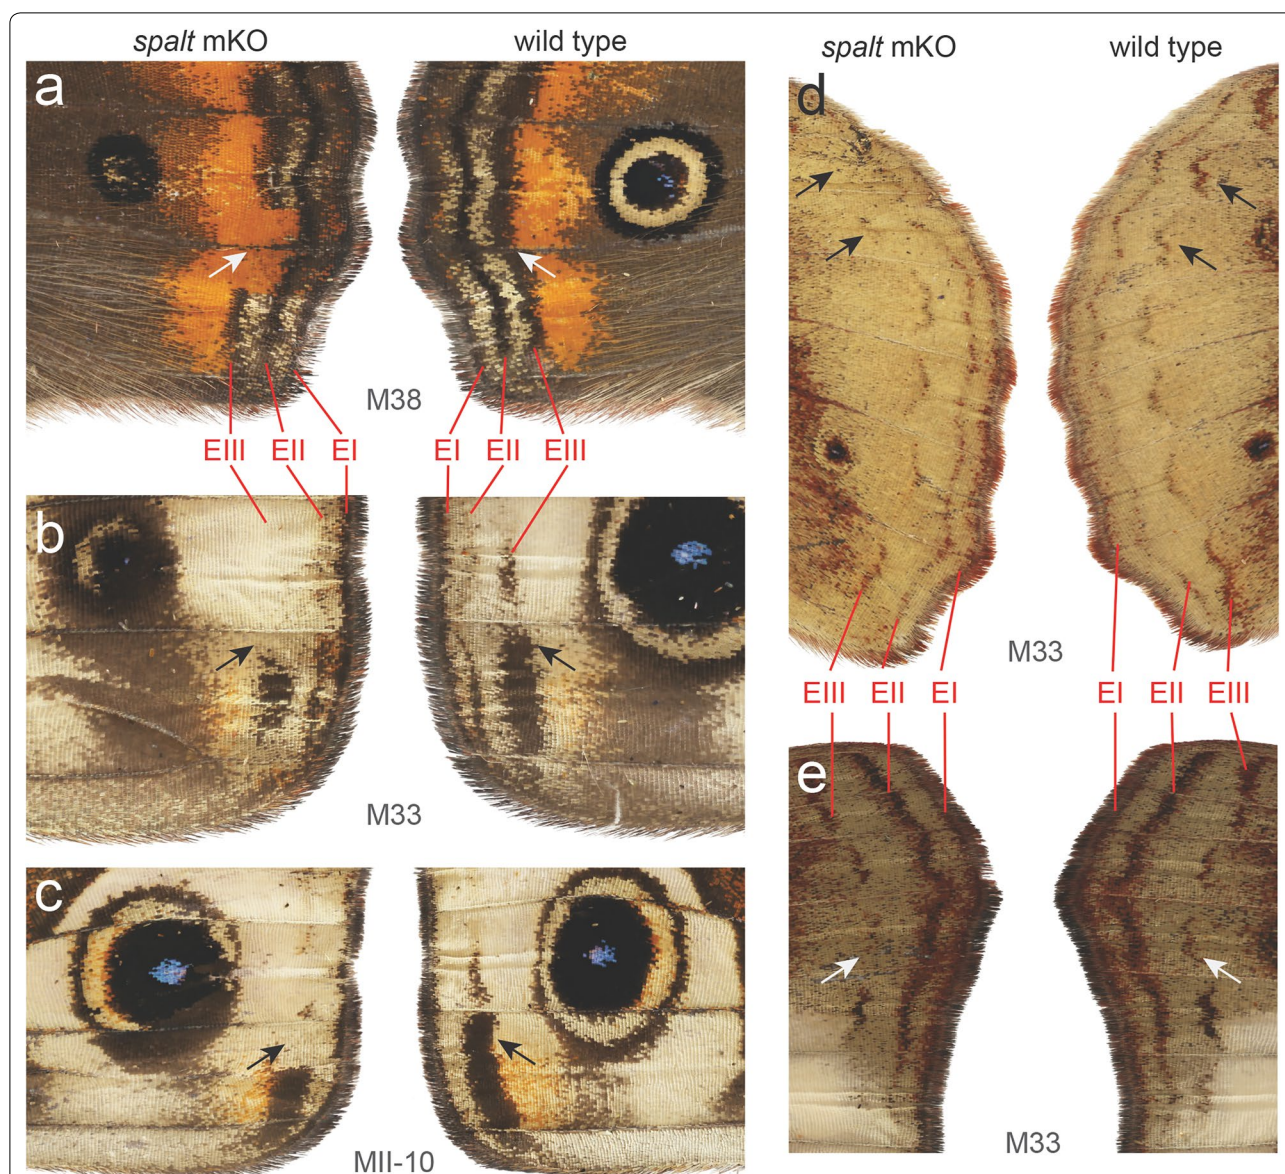 spalt mKO
wild type
a
M38
EIII EII EI
EI EII EIII
b
M33
c
MII-10
spalt mKO
wild type
d
M33
EIII EII EI
EI EII EIII
e
M33